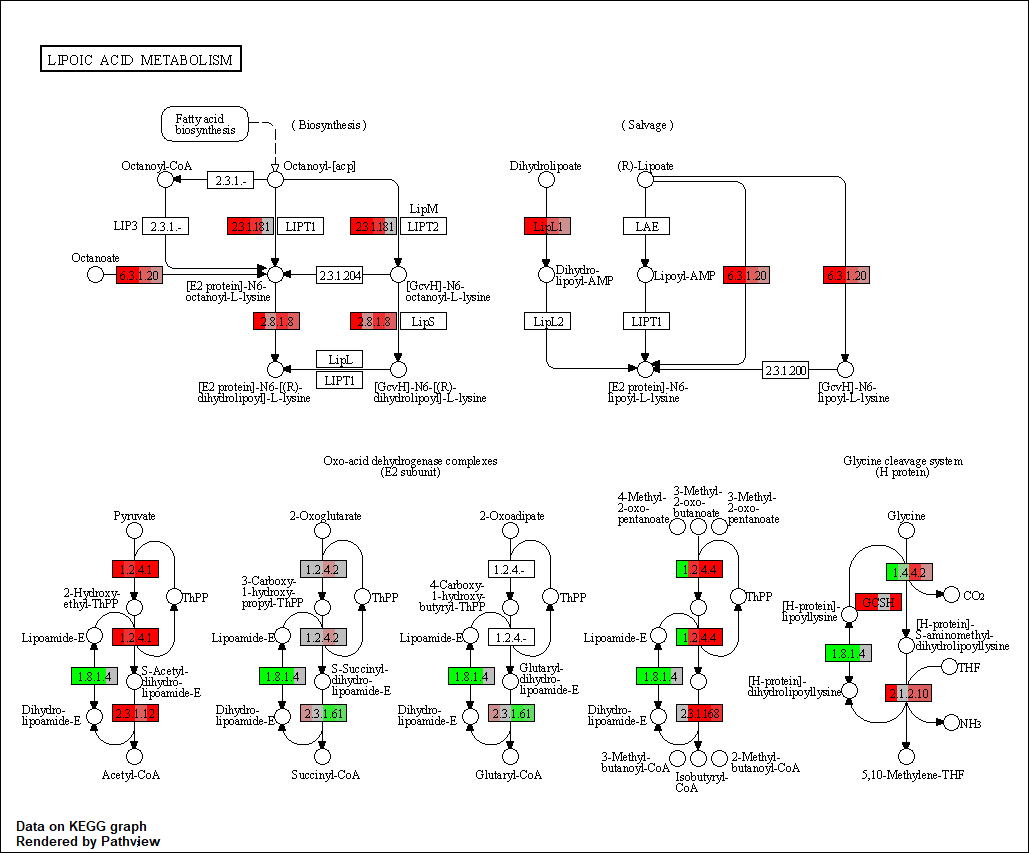 LIPOIC ACID METABOLISM
Fatty acid
biosynthesis
( Biosynthesis )
( Salvage )
Octanoyl-CoA
2.3.1.-
Octanoyl-[acp]
Dihydrolipoate
(R)-Lipoate
LIP3
2.3.1.-
2.3.1.181
LIPT1
2.3.1.181
LipM
LIPT2
LipL1
LAE
Octanoate
6.3.1.20
[E2 protein]-N6-
octanoyl-L-lysine
2.3.1.204
[GcvH]-N6-
octanoyl-L-lysine
Dihydro-
lipoyl-AMP
Lipoyl-AMP
6.3.1.20
6.3.1.20
2.8.1.8
2.8.1.8
LipS
LipL2
LIPT1
LipL
LIPT1
2.3.1.200
[E2 protein]-N6-[(R)-
dihydrolipoyl]-L-lysine
[GcvH]-N6-[(R)-
dihydrolipoyl]-L-lysine
[E2 protein]-N6-
lipoyl-L-lysine
[GcvH]-N6-
lipoyl-L-lysine
Oxo-acid dehydrogenase complexes
(E2 subunit)
Glycine cleavage system
(H protein)
Pyruvate
1.2.4.1
2-Hydroxy-
ethyl-ThPP
ThPP
Lipoamide-E
1.2.4.1
1.8.1.4
S-Acetyl-
dihydro-
lipoamide-E
Dihydro-
lipoamide-E
2.3.1.12
Acetyl-CoA
2-Oxoglutarate
1.2.4.2
3-Carboxy-
1-hydroxy-
propyl-ThPP
ThPP
Lipoamide-E
1.2.4.2
1.8.1.4
S-Succinyl-
dihydro-
lipoamide-E
Dihydro-
lipoamide-E
2.3.1.61
Succinyl-CoA
2-Oxoadipate
1.2.4.-
4-Carboxy-
1-hydroxy-
butyryl-ThPP
ThPP
Lipoamide-E
1.2.4.-
1.8.1.4
Glutaryl-
dihydro-
lipoamide-E
Dihydro-
lipoamide-E
2.3.1.61
Glutaryl-CoA
4-Methyl-
2-oxo-
pentanoate
3-Methyl-
2-oxo-
butanoate
3-Methyl-
2-oxo-
pentanoate
1.2.4.4
ThPP
Lipoamide-E
1.2.4.4
1.8.1.4
Dihydro-
lipoamide-E
2.3.1.168
3-Methyl-
butanoyl-CoA
Isobutyryl-
CoA
2-Methyl-
butanoyl-CoA
Glycine
1.4.4.2
CO2
GCSH
[H-protein]-
lipoyllysine
[H-protein]-
S-aminomethyl-
dihydrolipoyllysine
1.8.1.4
THF
[H-protein]-
dihydrolipoyllysine
2.1.2.10
NH3
5,10-Methylene-THF
Data on KEGG graph
Rendered by Pathview